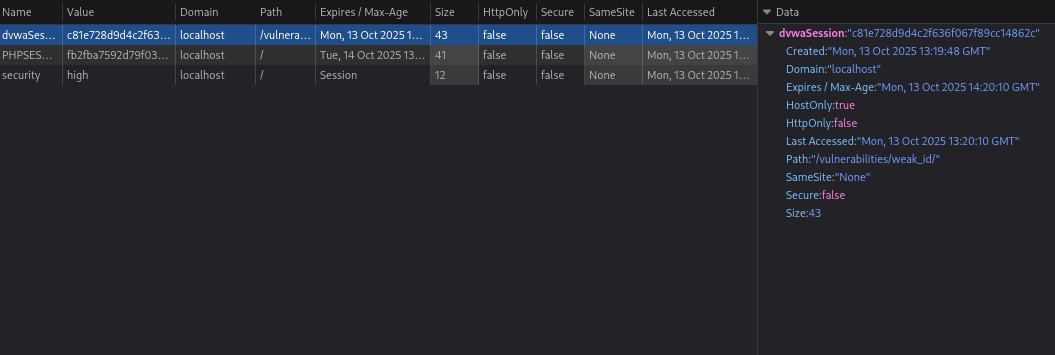 Name Value Domain Path Expires / Max-Age Size HttpOnly Secure SameSite Last Accessed
dvwaSes... c81e728d9d4c2f63... localhost /vulnera... Mon, 13 Oct 2025 1... 43 false false None Mon, 13 Oct 2025 1...
PHPSES... fb2fba7592d79f03... localhost / Tue, 14 Oct 2025 1... 41 false false None Mon, 13 Oct 2025 1...
security high localhost / Session 12 false false None Mon, 13 Oct 2025 1...
Data
dvwaSession:"c81e728d9d4c2f636f067f89cc14862c"
Created:"Mon, 13 Oct 2025 13:19:48 GMT"
Domain:"localhost"
Expires / Max-Age:"Mon, 13 Oct 2025 14:20:10 GMT"
HostOnly:true
HttpOnly:false
Last Accessed:"Mon, 13 Oct 2025 13:20:10 GMT"
Path:"/vulnerabilities/weak_id/"
SameSite:"None"
Secure:false
Size:43